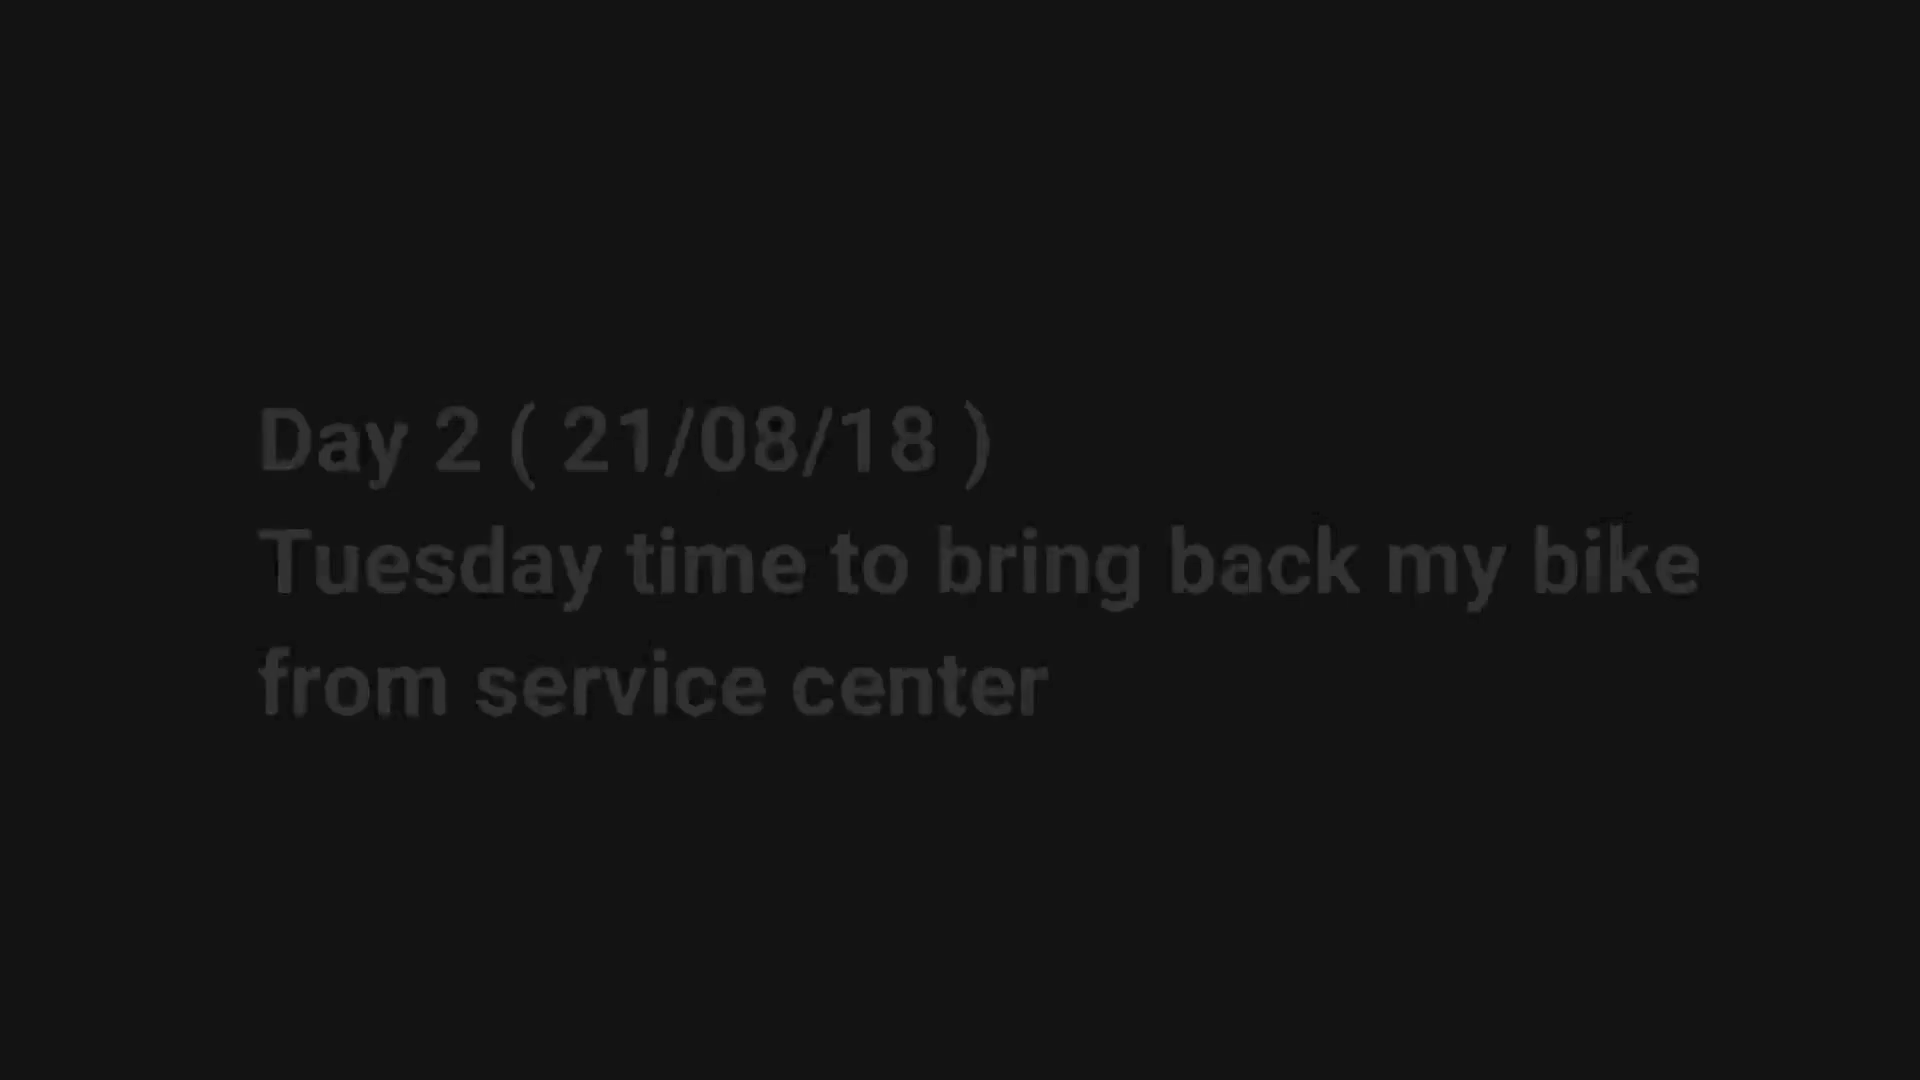 Day 2 ( 21/08/18 )
Tuesday time to bring back my bike
from service center